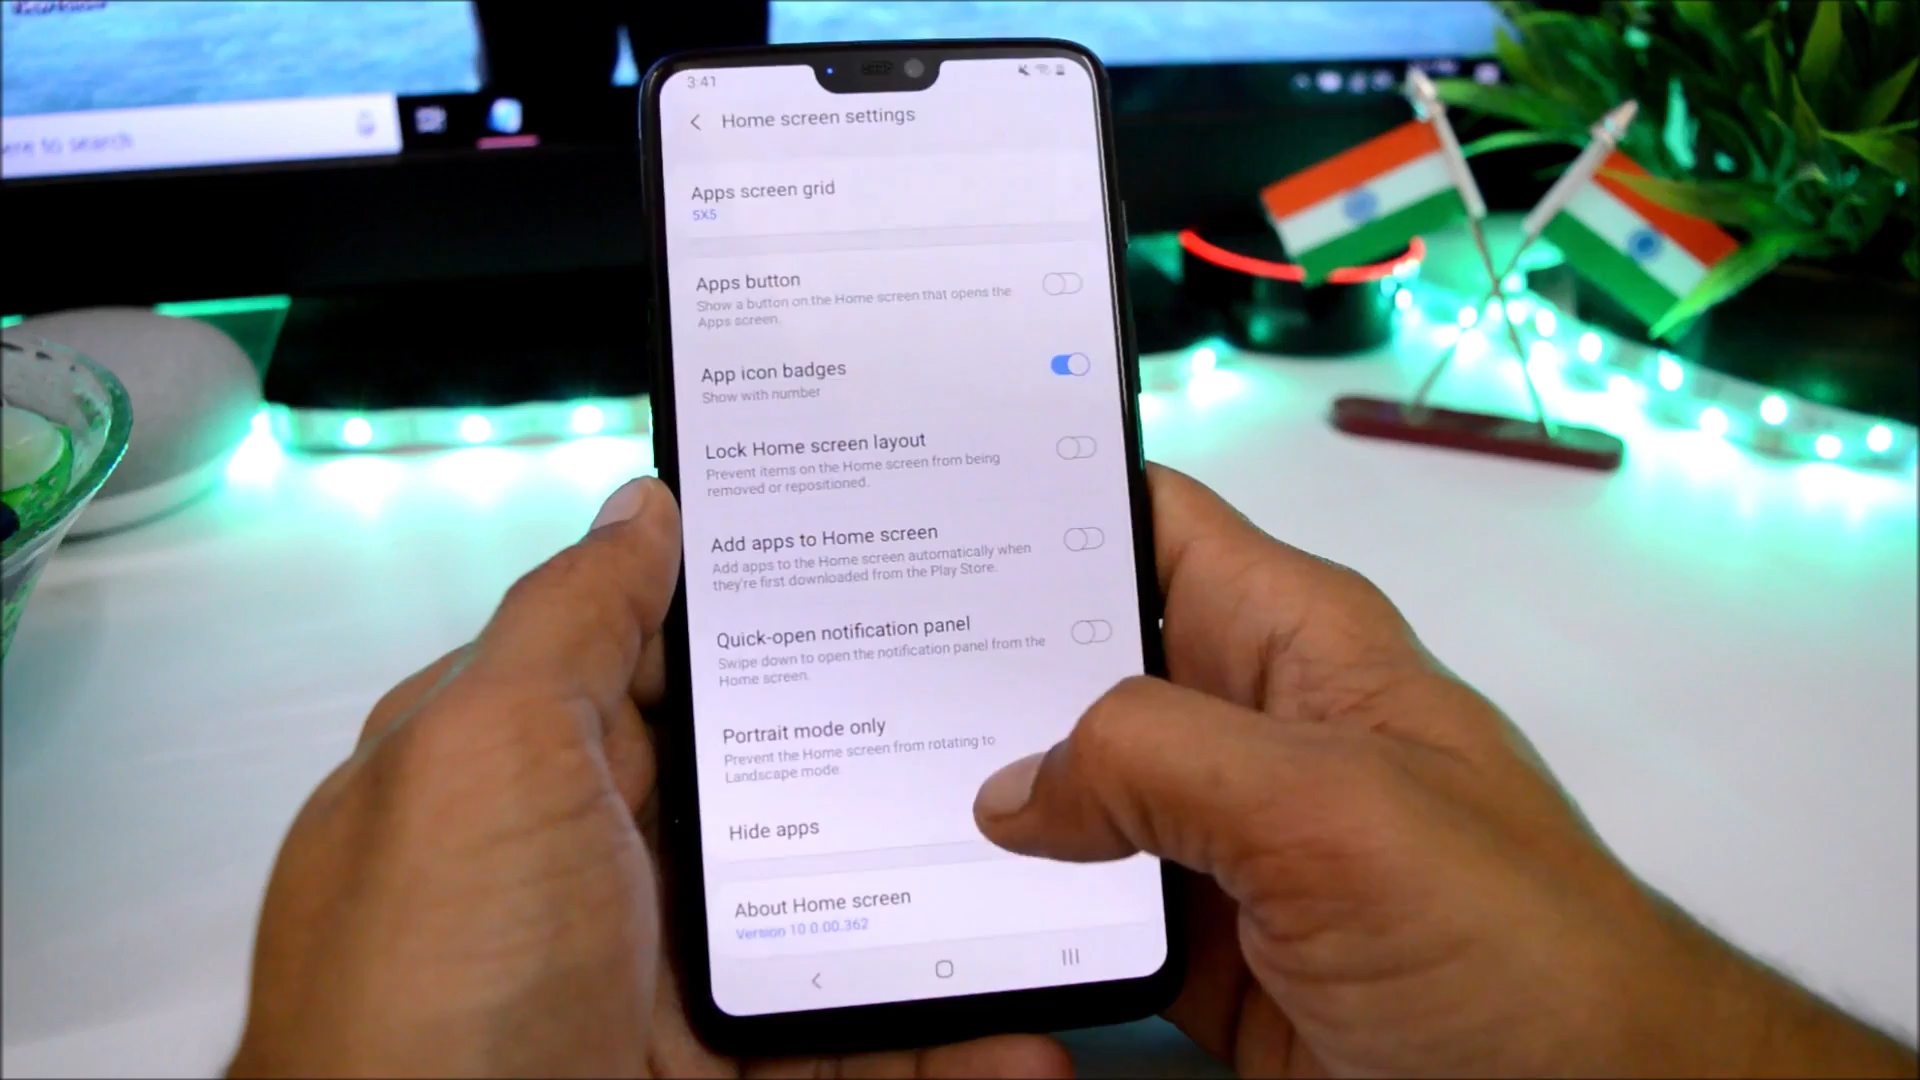 ere to search
3:41
Home screen settings
Apps screen grid
5X5
Apps button
Show a button on the Home screen that opens the
Apps screen.
App icon badges
Show with number
Lock Home screen layout
Prevent items on the Home screen from being
removed or repositioned.
Add apps to Home screen
Add apps to the Home screen automatically when
they're first downloaded from the Play Store.
Quick-open notification panel
Swipe down to open the notification panel from the
Home screen.
Portrait mode only
Prevent the Home screen from rotating to
Landscape mode.
Hide apps
About Home screen
Version 10.0.00.362